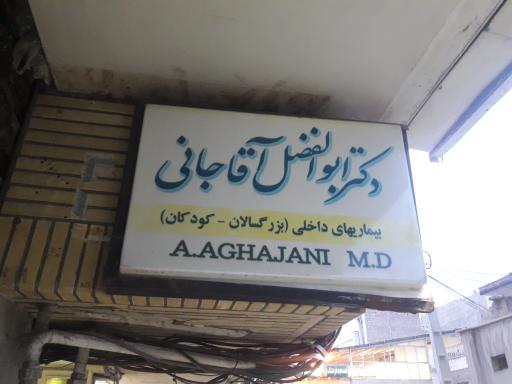 دکتر ابوالفضل آقاجانی
بیماریهای داخلی (بزرگسالان - کودکان)
A.AGHAJANI M.D